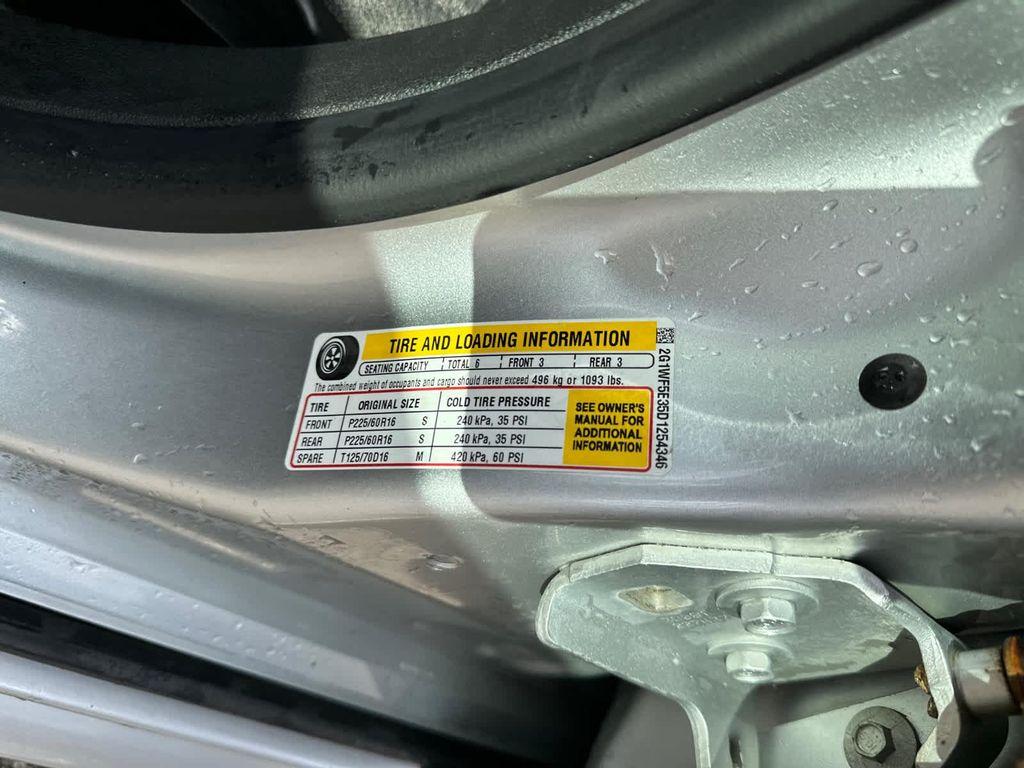 TIRE AND LOADING INFORMATION
SEATING CAPACITY TOTAL 6 FRONT 3 REAR 3
The combined weight of occupants and cargo should never exceed 496 kg or 1093 lbs.
TIRE ORIGINAL SIZE COLD TIRE PRESSURE
FRONT P225/60R16 S 240 kPa, 35 PSI
REAR P225/60R16 S 240 kPa, 35 PSI
SPARE T125/70D16 M 420 kPa, 60 PSI
SEE OWNER'S
MANUAL FOR
ADDITIONAL
INFORMATION
2G1WF5E35D1254346